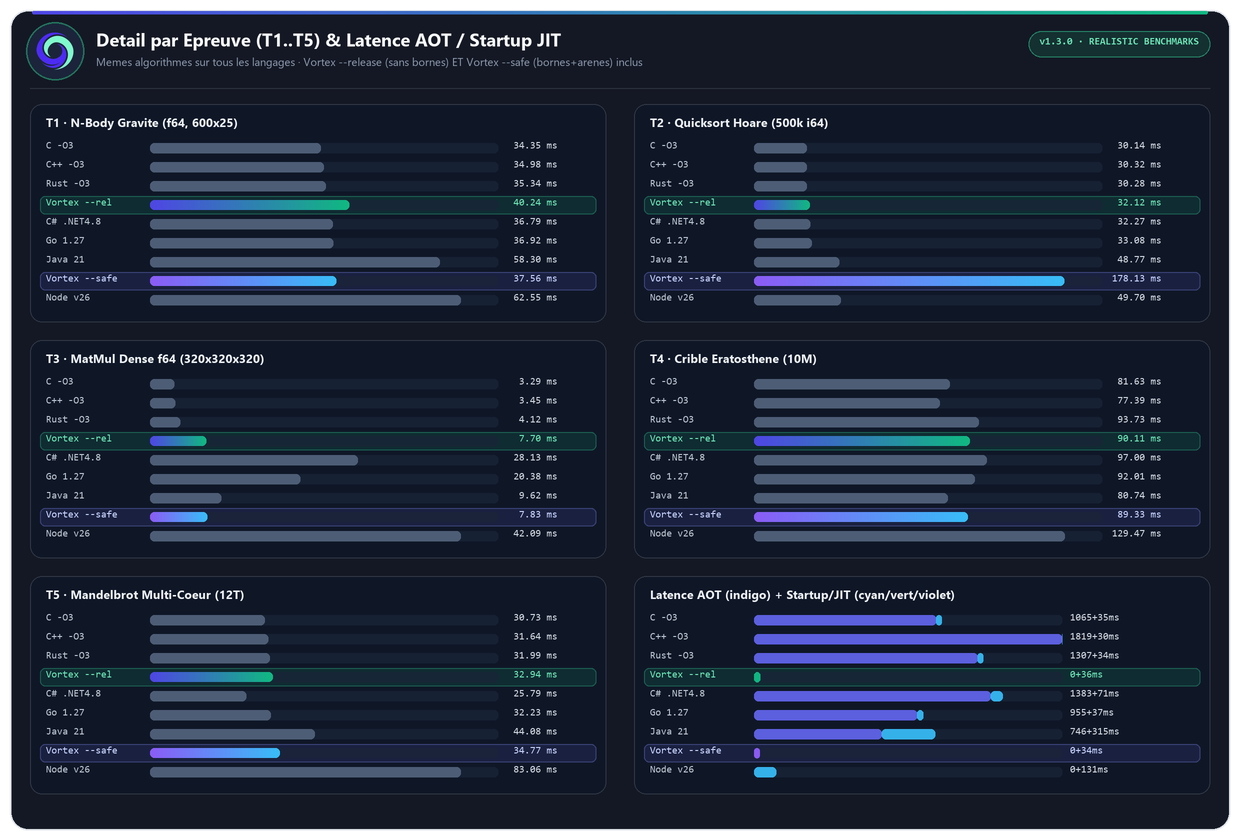 Detail par Epreuve (T1..T5) & Latence AOT / Startup JIT
Memes algorithmes sur tous les langages · Vortex --release (sans bornes) ET Vortex --safe (bornes+arenes) inclus
v1.3.0 · REALISTIC BENCHMARKS
T1 · N-Body Gravite (f64, 600x25)
C -O3 34.35 ms
C++ -O3 34.98 ms
Rust -O3 35.34 ms
Vortex --rel 40.24 ms
C# .NET4.8 36.79 ms
Go 1.27 36.92 ms
Java 21 58.30 ms
Vortex --safe 37.56 ms
Node v26 62.55 ms
T2 · Quicksort Hoare (500k i64)
C -O3 30.14 ms
C++ -O3 30.32 ms
Rust -O3 30.28 ms
Vortex --rel 32.12 ms
C# .NET4.8 32.27 ms
Go 1.27 33.08 ms
Java 21 48.77 ms
Vortex --safe 178.13 ms
Node v26 49.70 ms
T3 · MatMul Dense f64 (320x320x320)
C -O3 3.29 ms
C++ -O3 3.45 ms
Rust -O3 4.12 ms
Vortex --rel 7.70 ms
C# .NET4.8 28.13 ms
Go 1.27 20.38 ms
Java 21 9.62 ms
Vortex --safe 7.83 ms
Node v26 42.09 ms
T4 · Crible Eratosthene (10M)
C -O3 81.63 ms
C++ -O3 77.39 ms
Rust -O3 93.73 ms
Vortex --rel 90.11 ms
C# .NET4.8 97.00 ms
Go 1.27 92.01 ms
Java 21 80.74 ms
Vortex --safe 89.33 ms
Node v26 129.47 ms
T5 · Mandelbrot Multi-Coeur (12T)
C -O3 30.73 ms
C++ -O3 31.64 ms
Rust -O3 31.99 ms
Vortex --rel 32.94 ms
C# .NET4.8 25.79 ms
Go 1.27 32.23 ms
Java 21 44.08 ms
Vortex --safe 34.77 ms
Node v26 83.06 ms
Latence AOT (indigo) + Startup/JIT (cyan/vert/violet)
C -O3 1065+35ms
C++ -O3 1819+30ms
Rust -O3 1307+34ms
Vortex --rel 0+36ms
C# .NET4.8 1383+71ms
Go 1.27 955+37ms
Java 21 746+315ms
Vortex --safe 0+34ms
Node v26 0+131ms